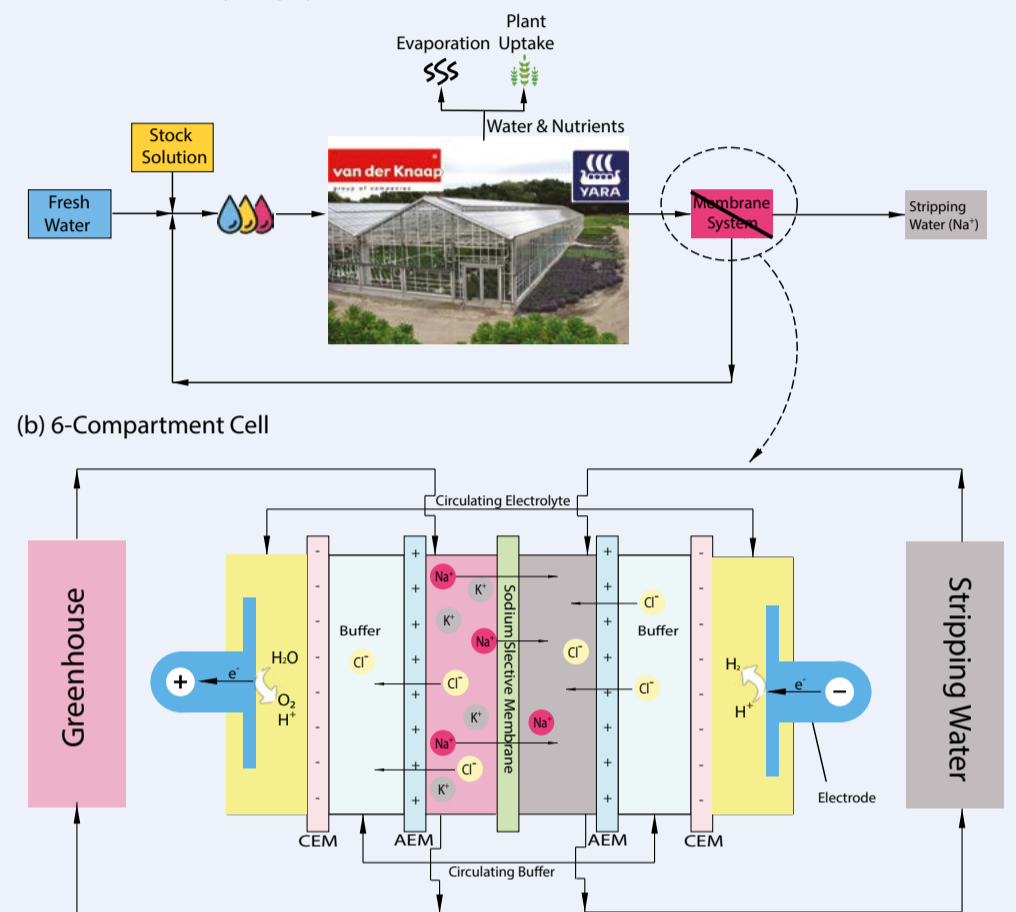 Plant
Uptake
Evaporation
Water & Nutrients
Stock
Solution
van der Knaap
group of companies
YARA
Fresh
Water
Membrane
System
Stripping
Water (Na⁺)
(b) 6-Compartment Cell
Circulating Electrolyte
Greenhouse
+
e⁻
H₂O
O₂
H⁺
-
-
-
-
-
-
-
Buffer
Cl⁻
+
+
+
+
+
+
+
+
Na⁺
K⁺
K⁺
Na⁺
Cl⁻
K⁺
Na⁺
Cl⁻
K⁺
Sodium Slective Membrane
Cl⁻
Na⁺
+
+
+
+
+
+
+
+
Cl⁻
Buffer
Cl⁻
-
-
-
-
-
-
-
H₂
H⁺
e⁻
−
Electrode
Stripping Water
CEM
AEM
AEM
CEM
Circulating Buffer